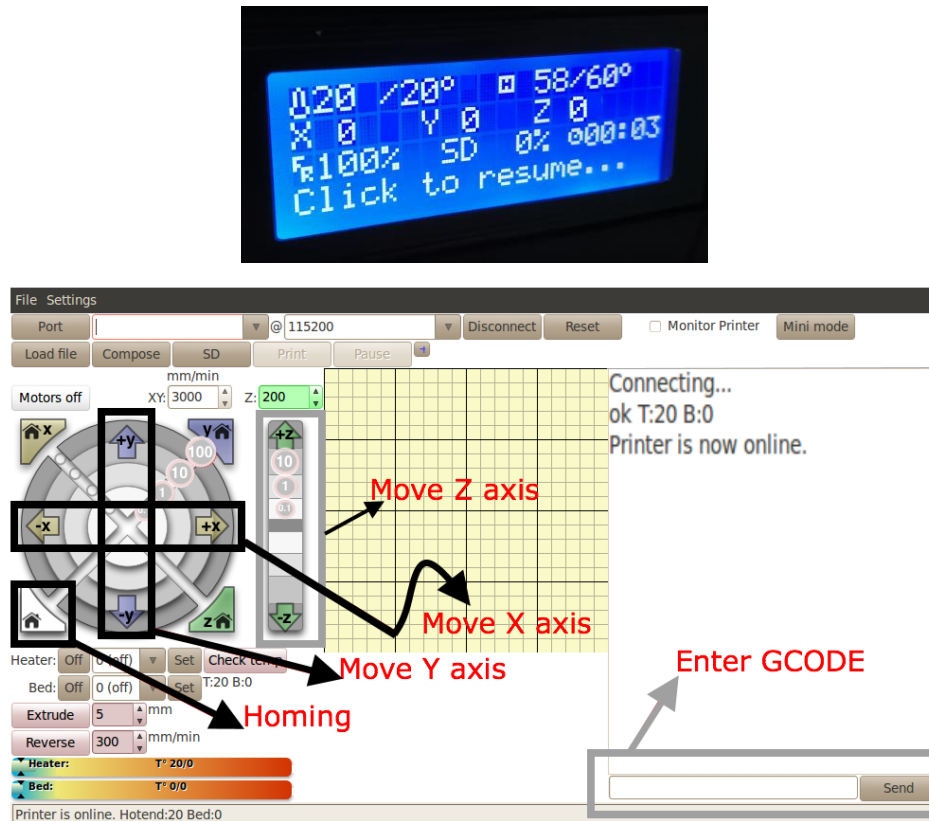 20 /20° 58/60°
X 0 Y 0 Z 0
FR100% SD 0% 00:03
Click to resume...
File Settings
Port @ 115200 Disconnect Reset Monitor Printer Mini mode
Load file Compose SD Print Pause
mm/min
Motors off XY: 3000 Z: 200
x +y y +z
100
10 10
1 1
0.1
-x +x
-y z -z
Connecting...
ok T:20 B:0
Printer is now online.
Move Z axis
Move X axis
Move Y axis
Homing
Enter GCODE
Heater: Off 0 (off) Set Check temp
Bed: Off 0 (off) Set T:20 B:0
Extrude 5 mm
Reverse 300 mm/min
Heater: T° 20/0
Bed: T° 0/0
Send
Printer is online. Hotend:20 Bed:0